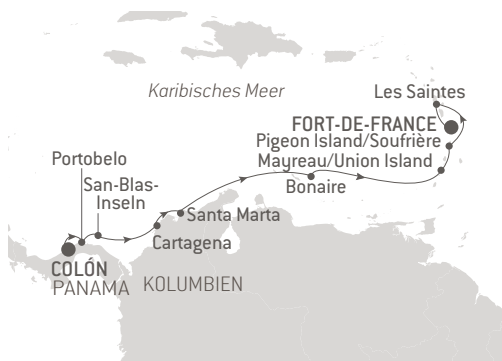 Les Saintes
Karibisches Meer
FORT-DE-FRANCE
Pigeon Island/Soufrière
Mayreau/Union Island
Bonaire
Portobelo
San-Blas-
Inseln
Santa Marta
Cartagena
COLÓN
PANAMA
KOLUMBIEN